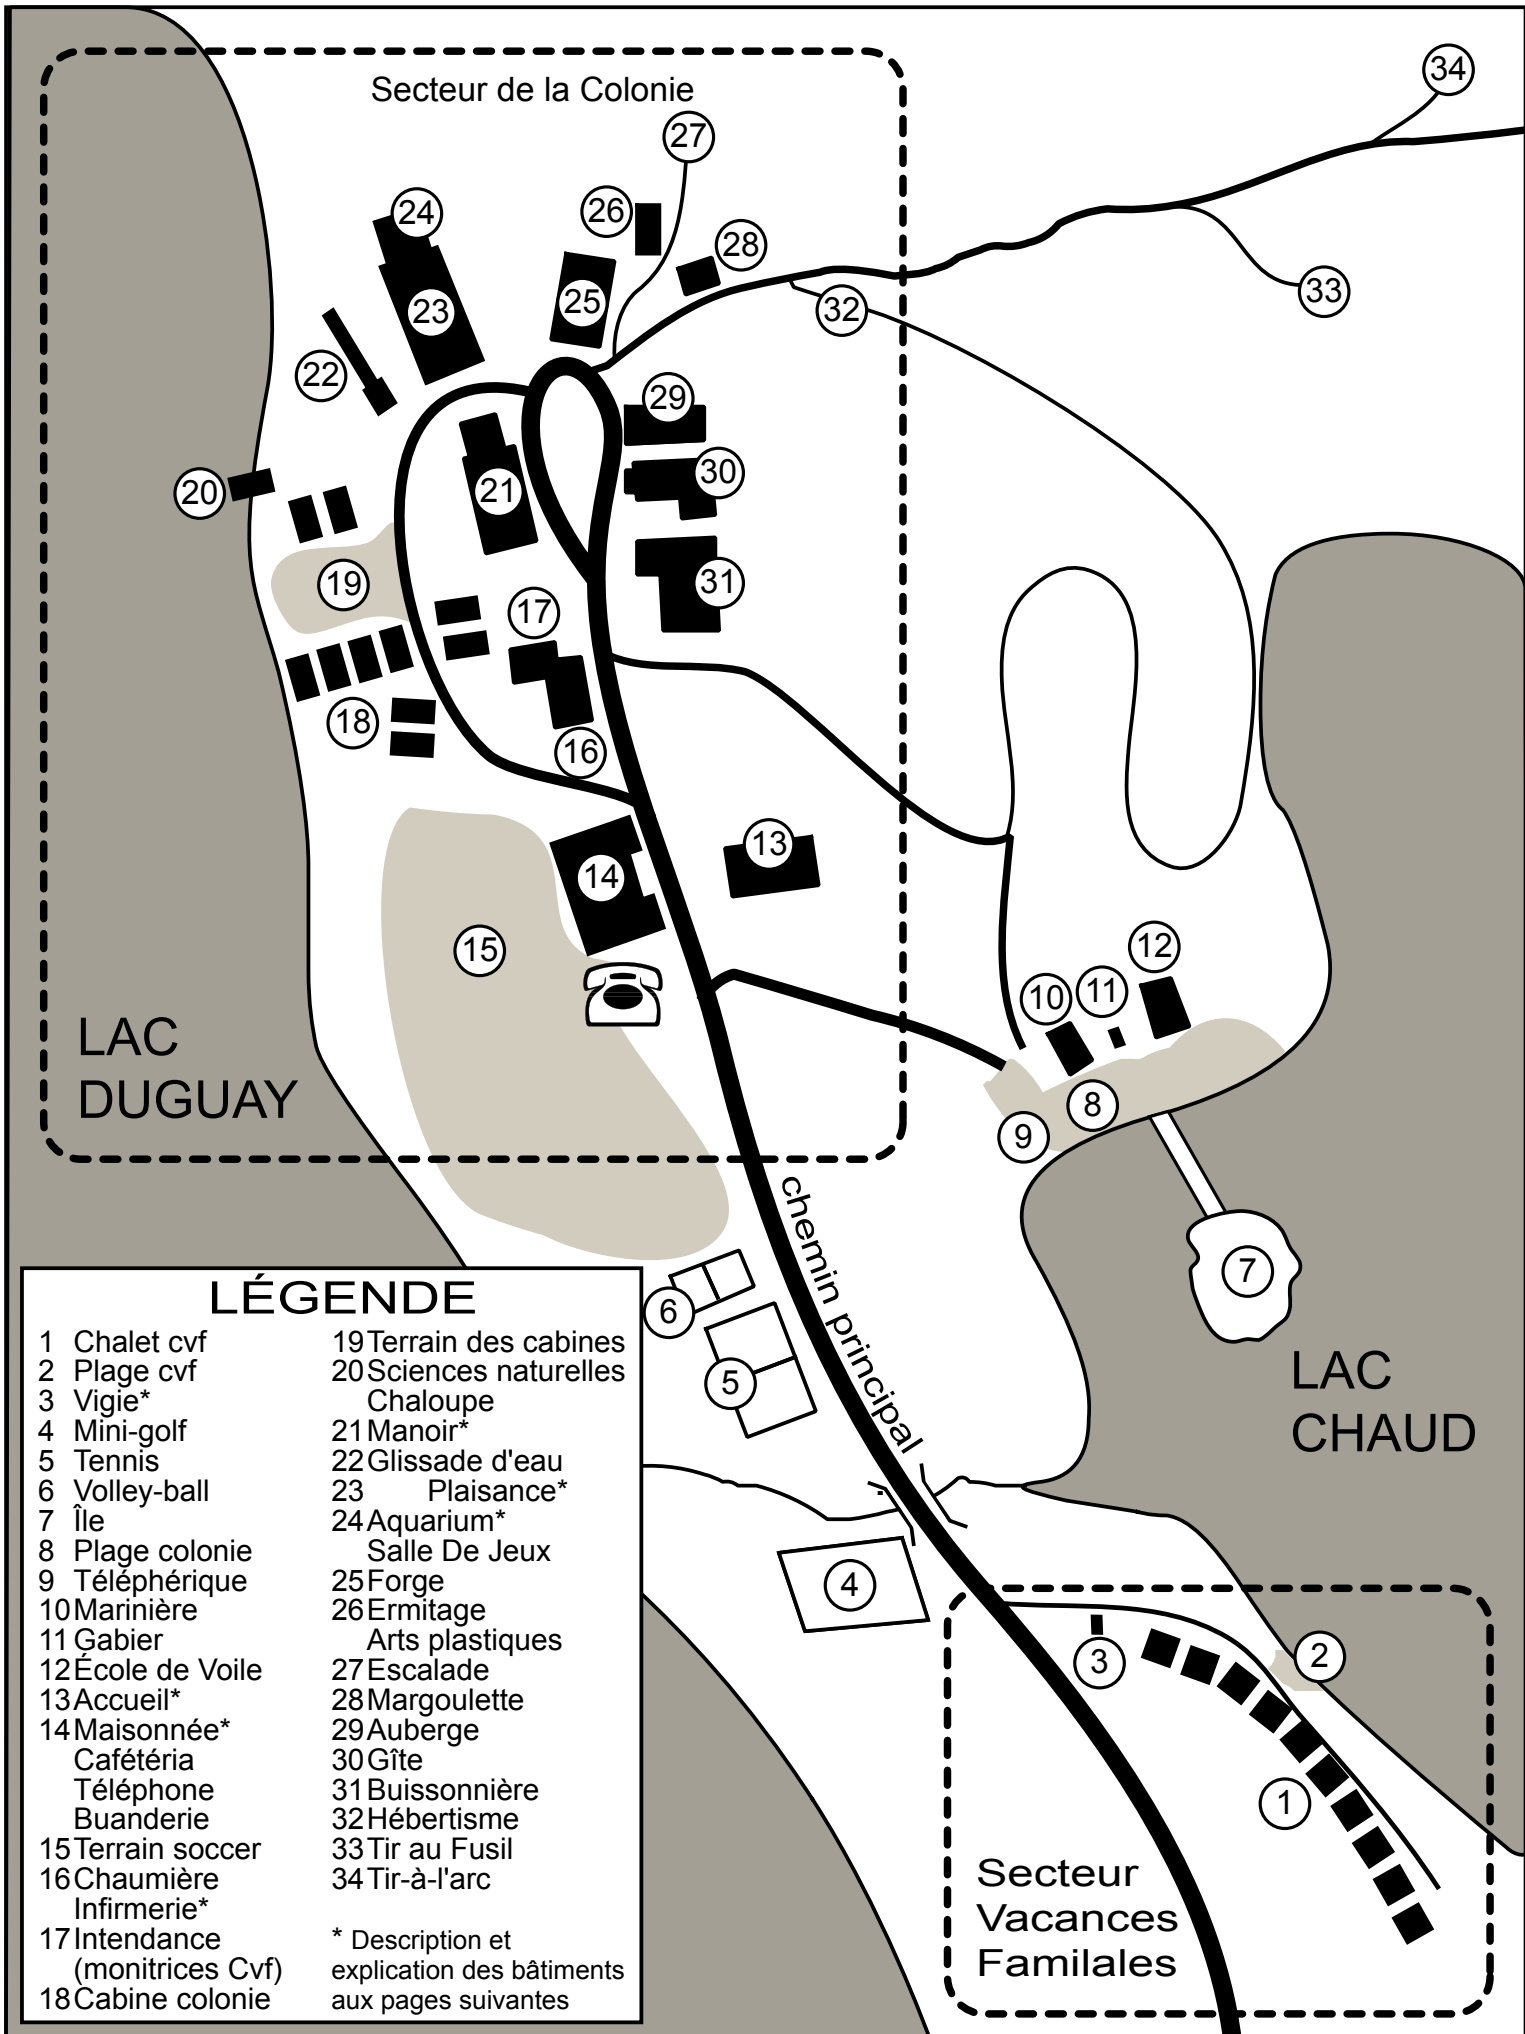 Secteur de la Colonie
34
27
24
26
28
33
25
23
32
22
29
30
20
21
31
19
17
18
16
13
14
15
12
10
11
LAC
DUGUAY
8
9
chemin principal
7
6
5
LAC
CHAUD
4
2
3
1
Secteur
Vacances
Familales
LÉGENDE
1 Chalet cvf
2 Plage cvf
3 Vigie*
4 Mini-golf
5 Tennis
6 Volley-ball
7 Île
8 Plage colonie
9 Téléphérique
10 Marinière
11 Gabier
12 École de Voile
13 Accueil*
14 Maisonnée*
Cafétéria
Téléphone
Buanderie
15 Terrain soccer
16 Chaumière
Infirmerie*
17 Intendance
(monitrices Cvf)
18 Cabine colonie
19 Terrain des cabines
20 Sciences naturelles
Chaloupe
21 Manoir*
22 Glissade d'eau
23 Plaisance*
24 Aquarium*
Salle De Jeux
25 Forge
26 Ermitage
Arts plastiques
27 Escalade
28 Margoulette
29 Auberge
30 Gîte
31 Buissonnière
32 Hébertisme
33 Tir au Fusil
34 Tir-à-l'arc
* Description et
explication des bâtiments
aux pages suivantes